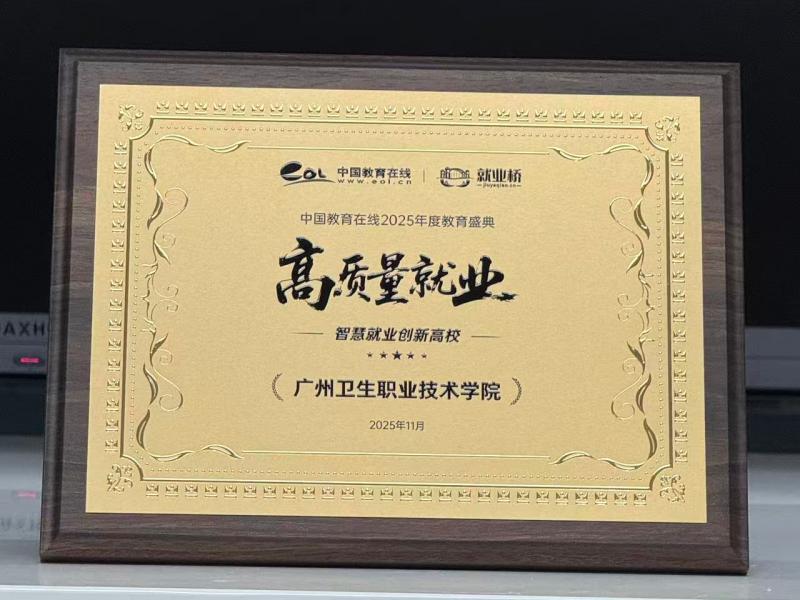 eol 中国教育在线 就业桥
www.eol.cn jiuyeqiao.cn
中国教育在线2025年度教育盛典
高质量就业
智慧就业创新高校
广州卫生职业技术学院
2025年11月